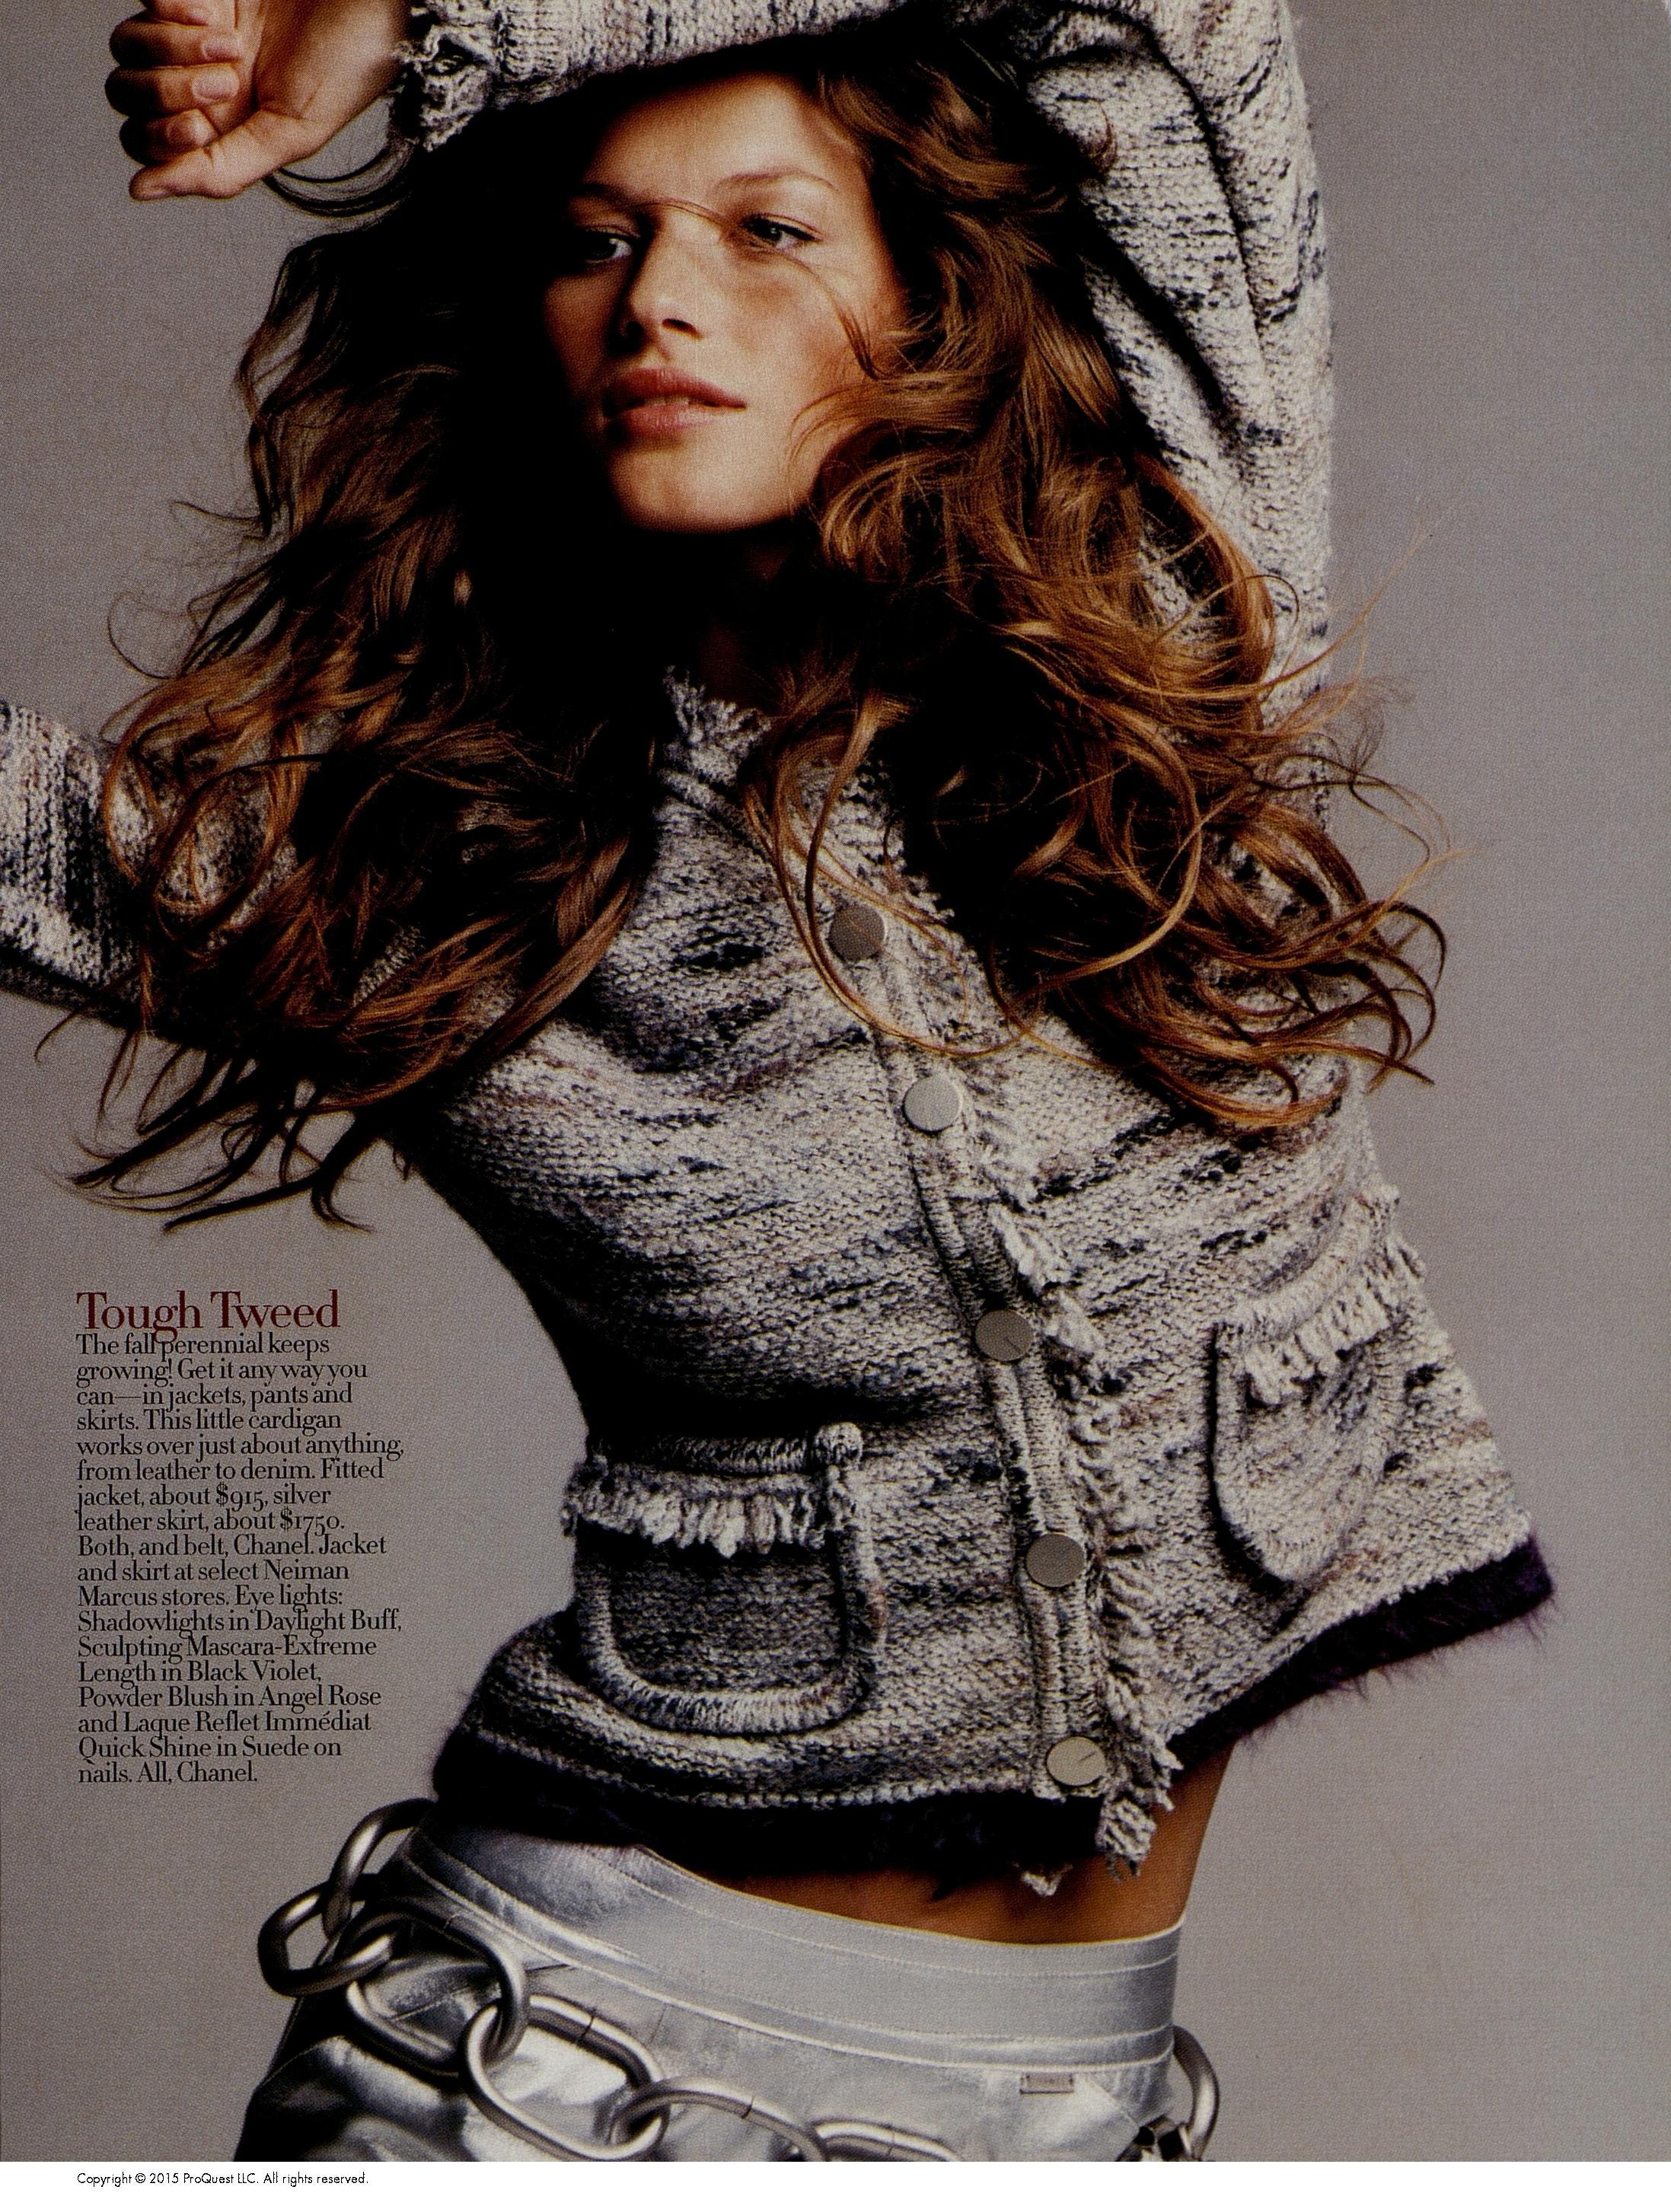 Tough Tweed
The fall perennial keeps
growing! Get it any way you
can—in jackets, pants and
skirts. This little cardigan
works over just about anything,
from leather to denim. Fitted
jacket, about $915, silver
leather skirt, about $1750.
Both, and belt, Chanel. Jacket
and skirt at select Neiman
Marcus stores. Eye lights:
Shadowlights in Daylight Buff,
Sculpting Mascara-Extreme
Length in Black Violet,
Powder Blush in Angel Rose
and Laque Reflet Immédiat
Quick Shine in Suede on
nails. All, Chanel.
Copyright © 2015 ProQuest LLC. All rights reserved.